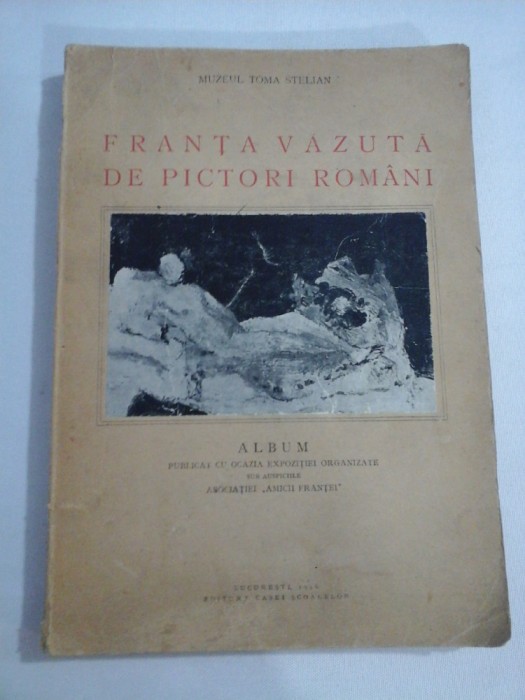 MUZEUL TOMA STELIAN
FRANȚA VĂZUTĂ
DE PICTORI ROMÂNI
ALBUM
PUBLICAT CU OCAZIA EXPOZIȚIEI ORGANIZATE
SUB AUSPICIILE
ASOCIAȚIEI „AMICII FRANȚEI"
BUCUREȘTI
EDITURA CASEI ȘCOALELOR